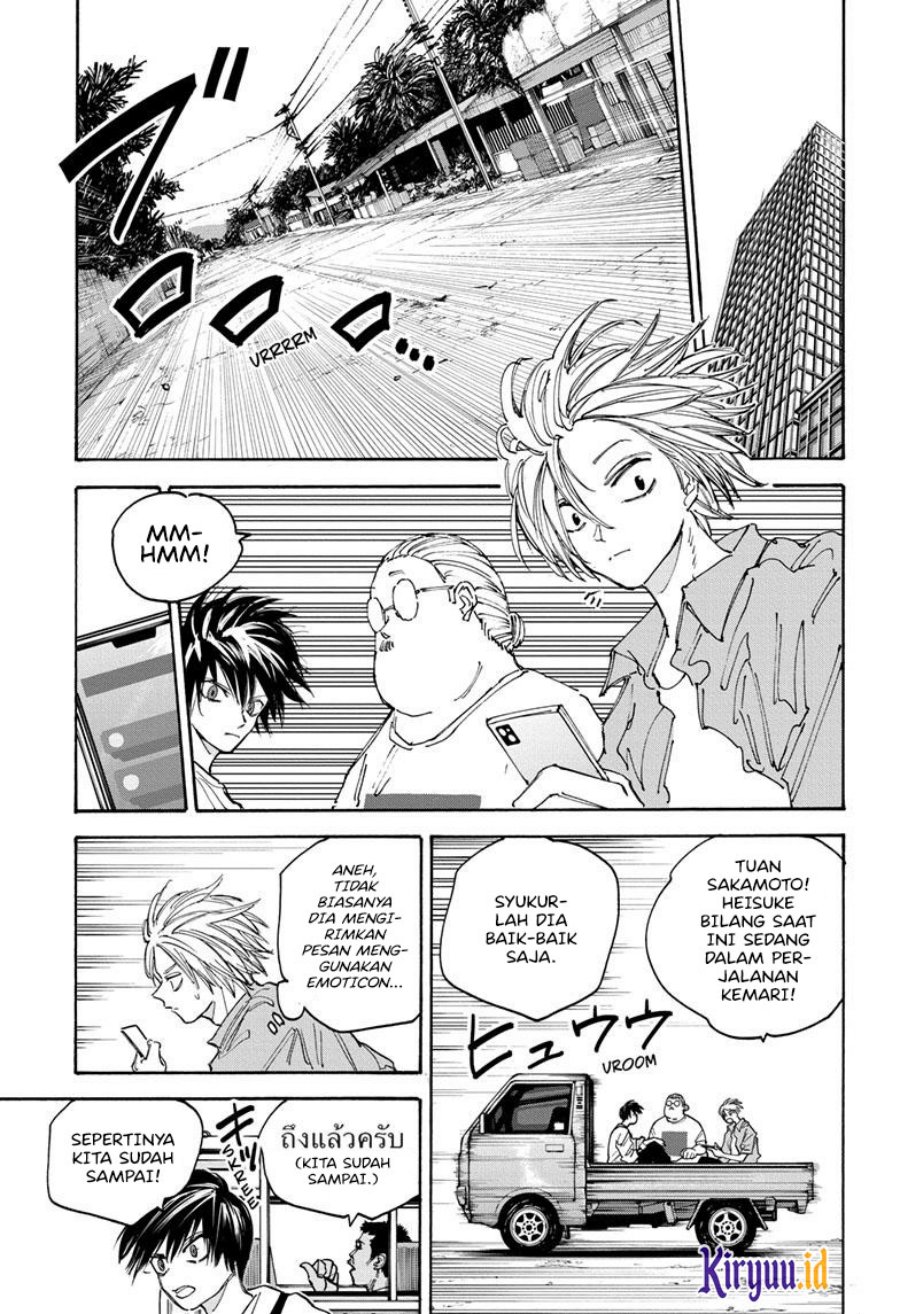 ブ
ロロロ…
VRRRRM
MM-
HMM!
TUAN
SAKAMOTO!
HEISUKE
BILANG SAAT
INI SEDANG
DALAM PER-
JALANAN
KEMARI!
SYUKUR-
LAH DIA
BAIK-BAIK
SAJA.
ヒュウウ
VROOM
ANEH,
TIDAK
BIASANYA
DIA MENGI-
RIMKAN
PESAN MENG-
GUNAKAN
EMOTICON...
ถึงแล้วครับ
(KITA SUDAH
SAMPAI.)
キッ
SKREEE
SEPERTINYA
KITA SUDAH
SAMPAI!
Kiryuu.id